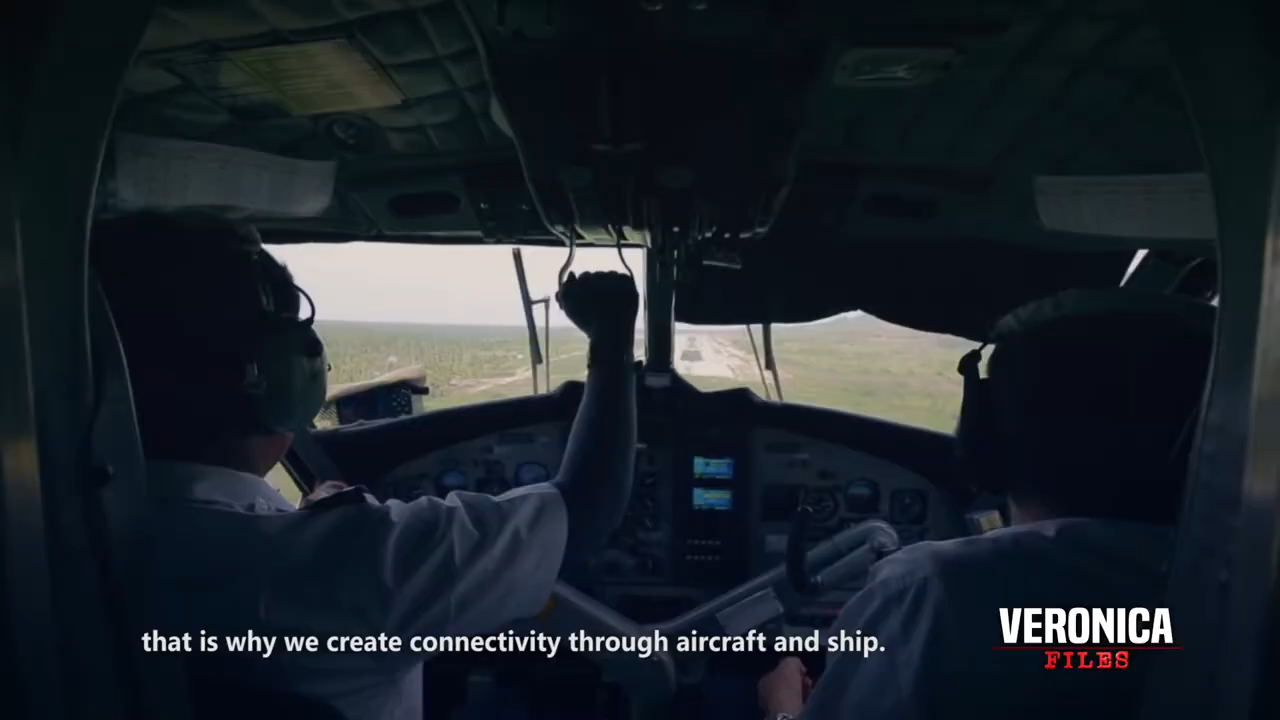 that is why we create connectivity through aircraft and ship.
VERONICA
FILES